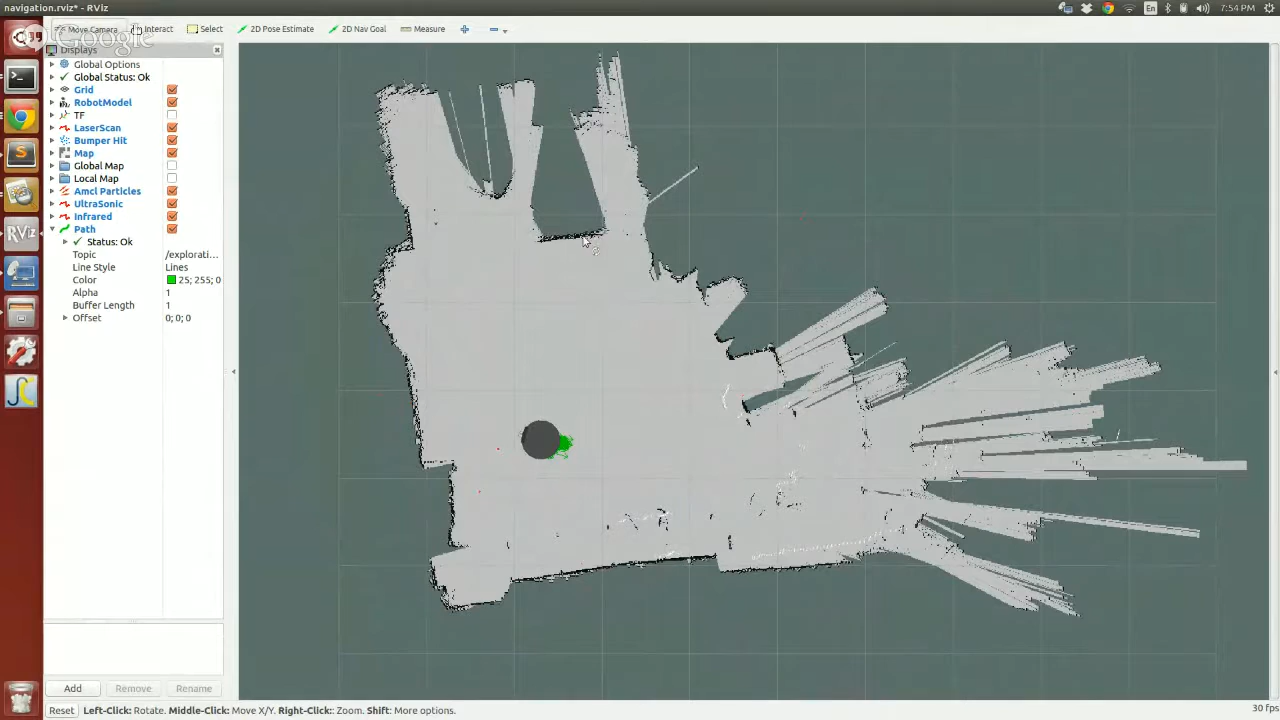 navigation.rviz* - RViz
En
7:54 PM
Move Camera
Interact
Select
2D Pose Estimate
2D Nav Goal
Measure
Google
Displays
Global Options
Global Status: Ok
Grid
RobotModel
TF
LaserScan
Bumper Hit
Map
Global Map
Local Map
Amcl Particles
UltraSonic
Infrared
Path
Status: Ok
Topic /explorati...
Line Style Lines
Color 25; 255; 0
Alpha 1
Buffer Length 1
Offset 0; 0; 0
RViz
Add
Remove
Rename
Reset
Left-Click: Rotate. Middle-Click: Move X/Y. Right-Click:: Zoom. Shift: More options.
30 fps